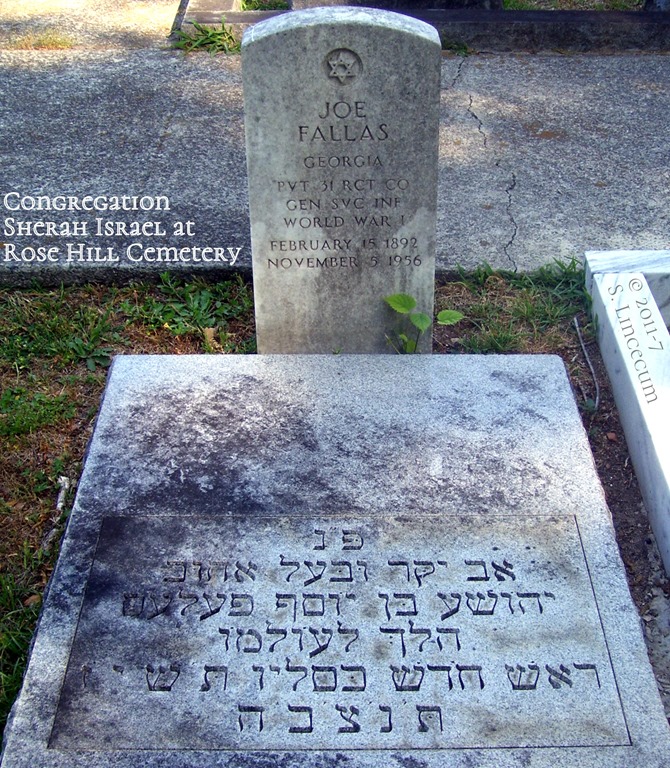 JOE
FALLAS
GEORGIA
PVT 31 RCT CO
GEN SVC INF
WORLD WAR I
FEBRUARY 15 1892
NOVEMBER 5 1956
Congregation
Sherah Israel at
Rose Hill Cemetery
© 2011-7
S. Lincecum
פ'נ
אב יקר ובעל אהוב
יהושע בן יוסף פעלעס
הלך לעולמו
ראש חדש כסליו ת'ש'י'ז
ת'נ'צ'ב'ה